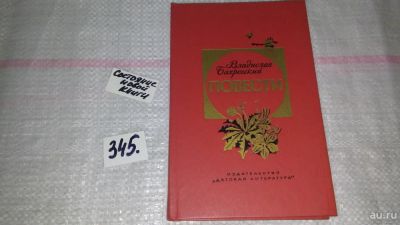 Состояние
новой
книги
345.
Владислав
Бахревский
ПОВЕСТИ
ИЗДАТЕЛЬСТВО
„ДЕТСКАЯ ЛИТЕРАТУРА“
au.ru